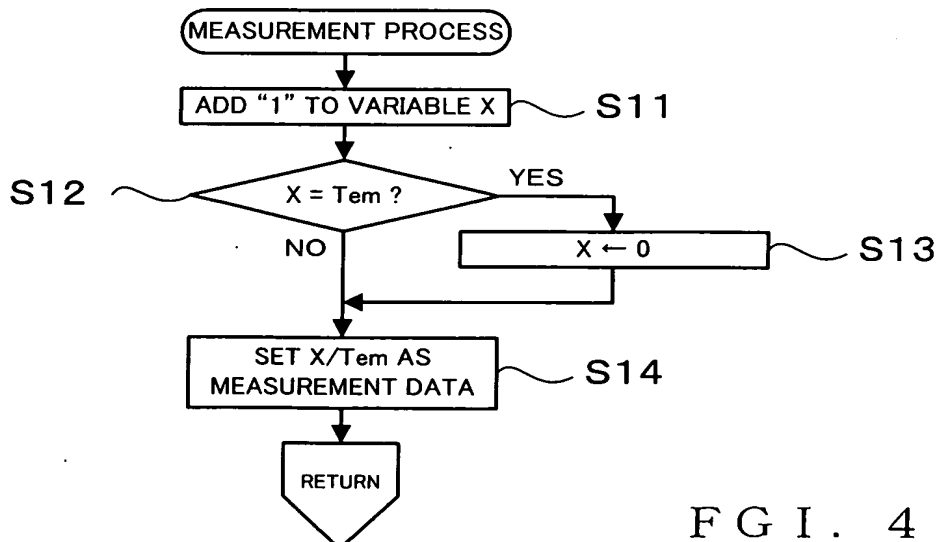 MEASUREMENT PROCESS
ADD "1" TO VARIABLE X
S11
S12
X = Tem ?
YES
NO
X ← 0
S13
SET X/Tem AS
MEASUREMENT DATA
S14
RETURN
FGI. 4